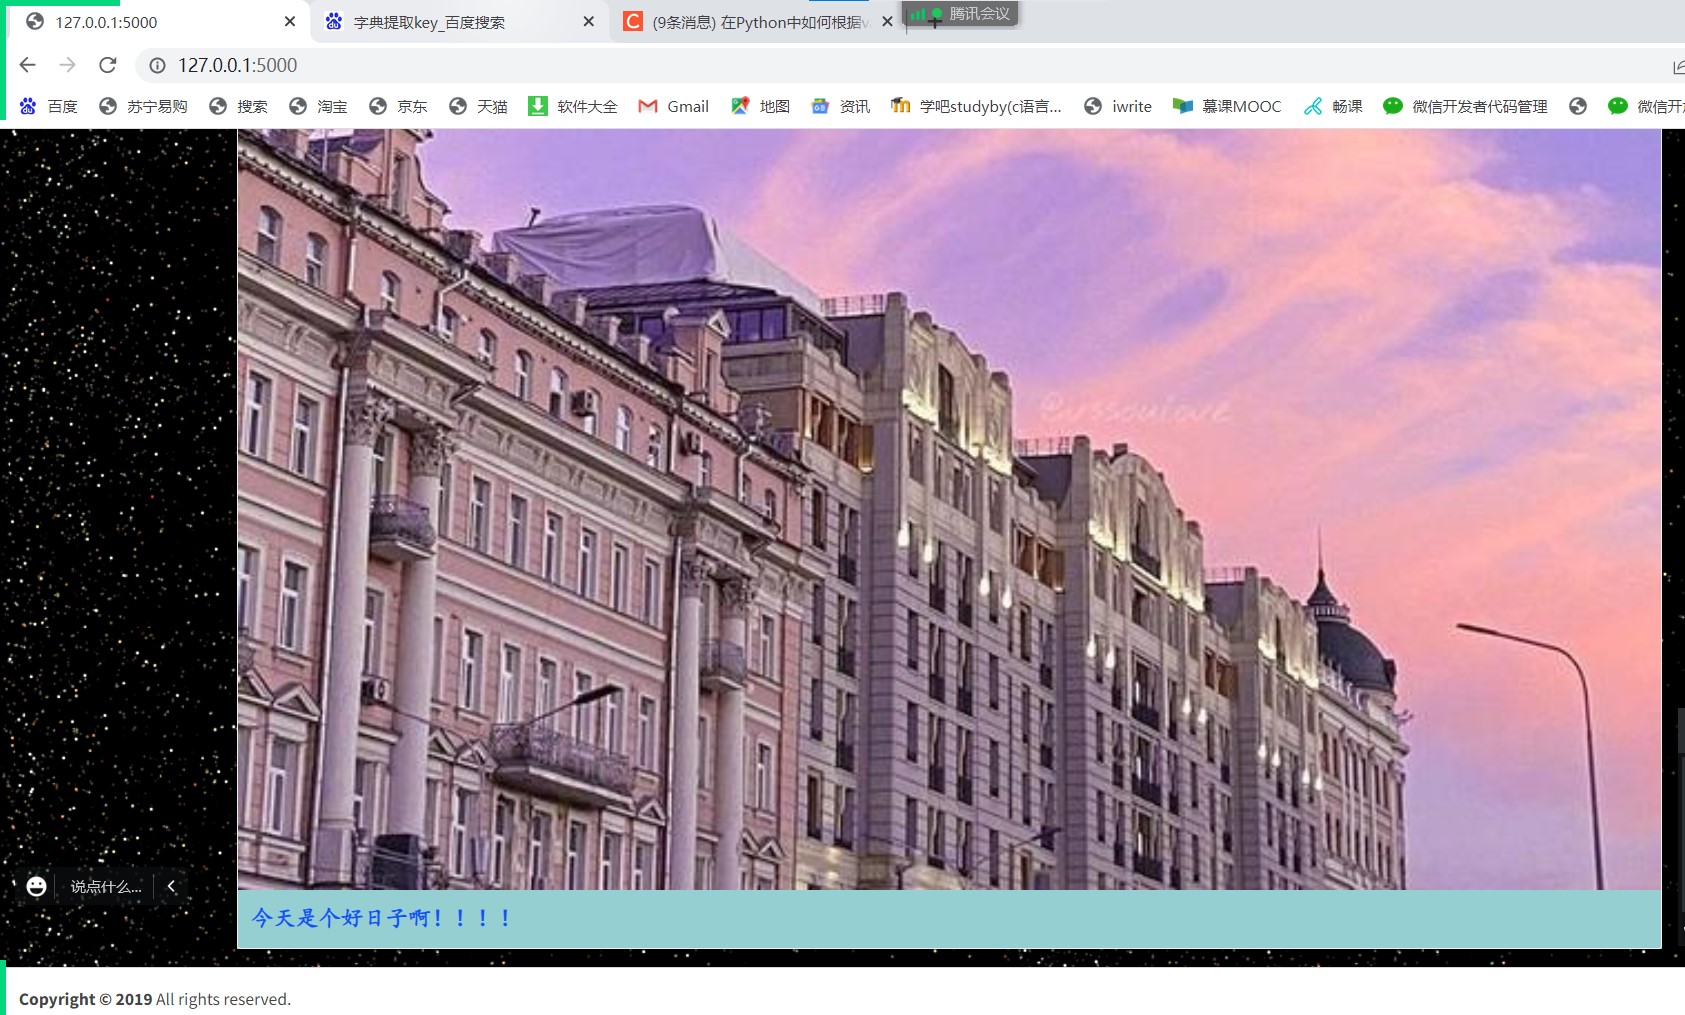 127.0.0.1:5000
字典提取key_百度搜索
(9条消息) 在Python中如何根据v
腾讯会议
127.0.0.1:5000
百度 苏宁易购 搜索 淘宝 京东 天猫 软件大全 Gmail 地图 资讯 学吧studyby(c语言... iwrite 慕课MOOC 畅课 微信开发者代码管理 微信开
@vssoulove
说点什么...
今天是个好日子啊！！！！
Copyright © 2019 All rights reserved.